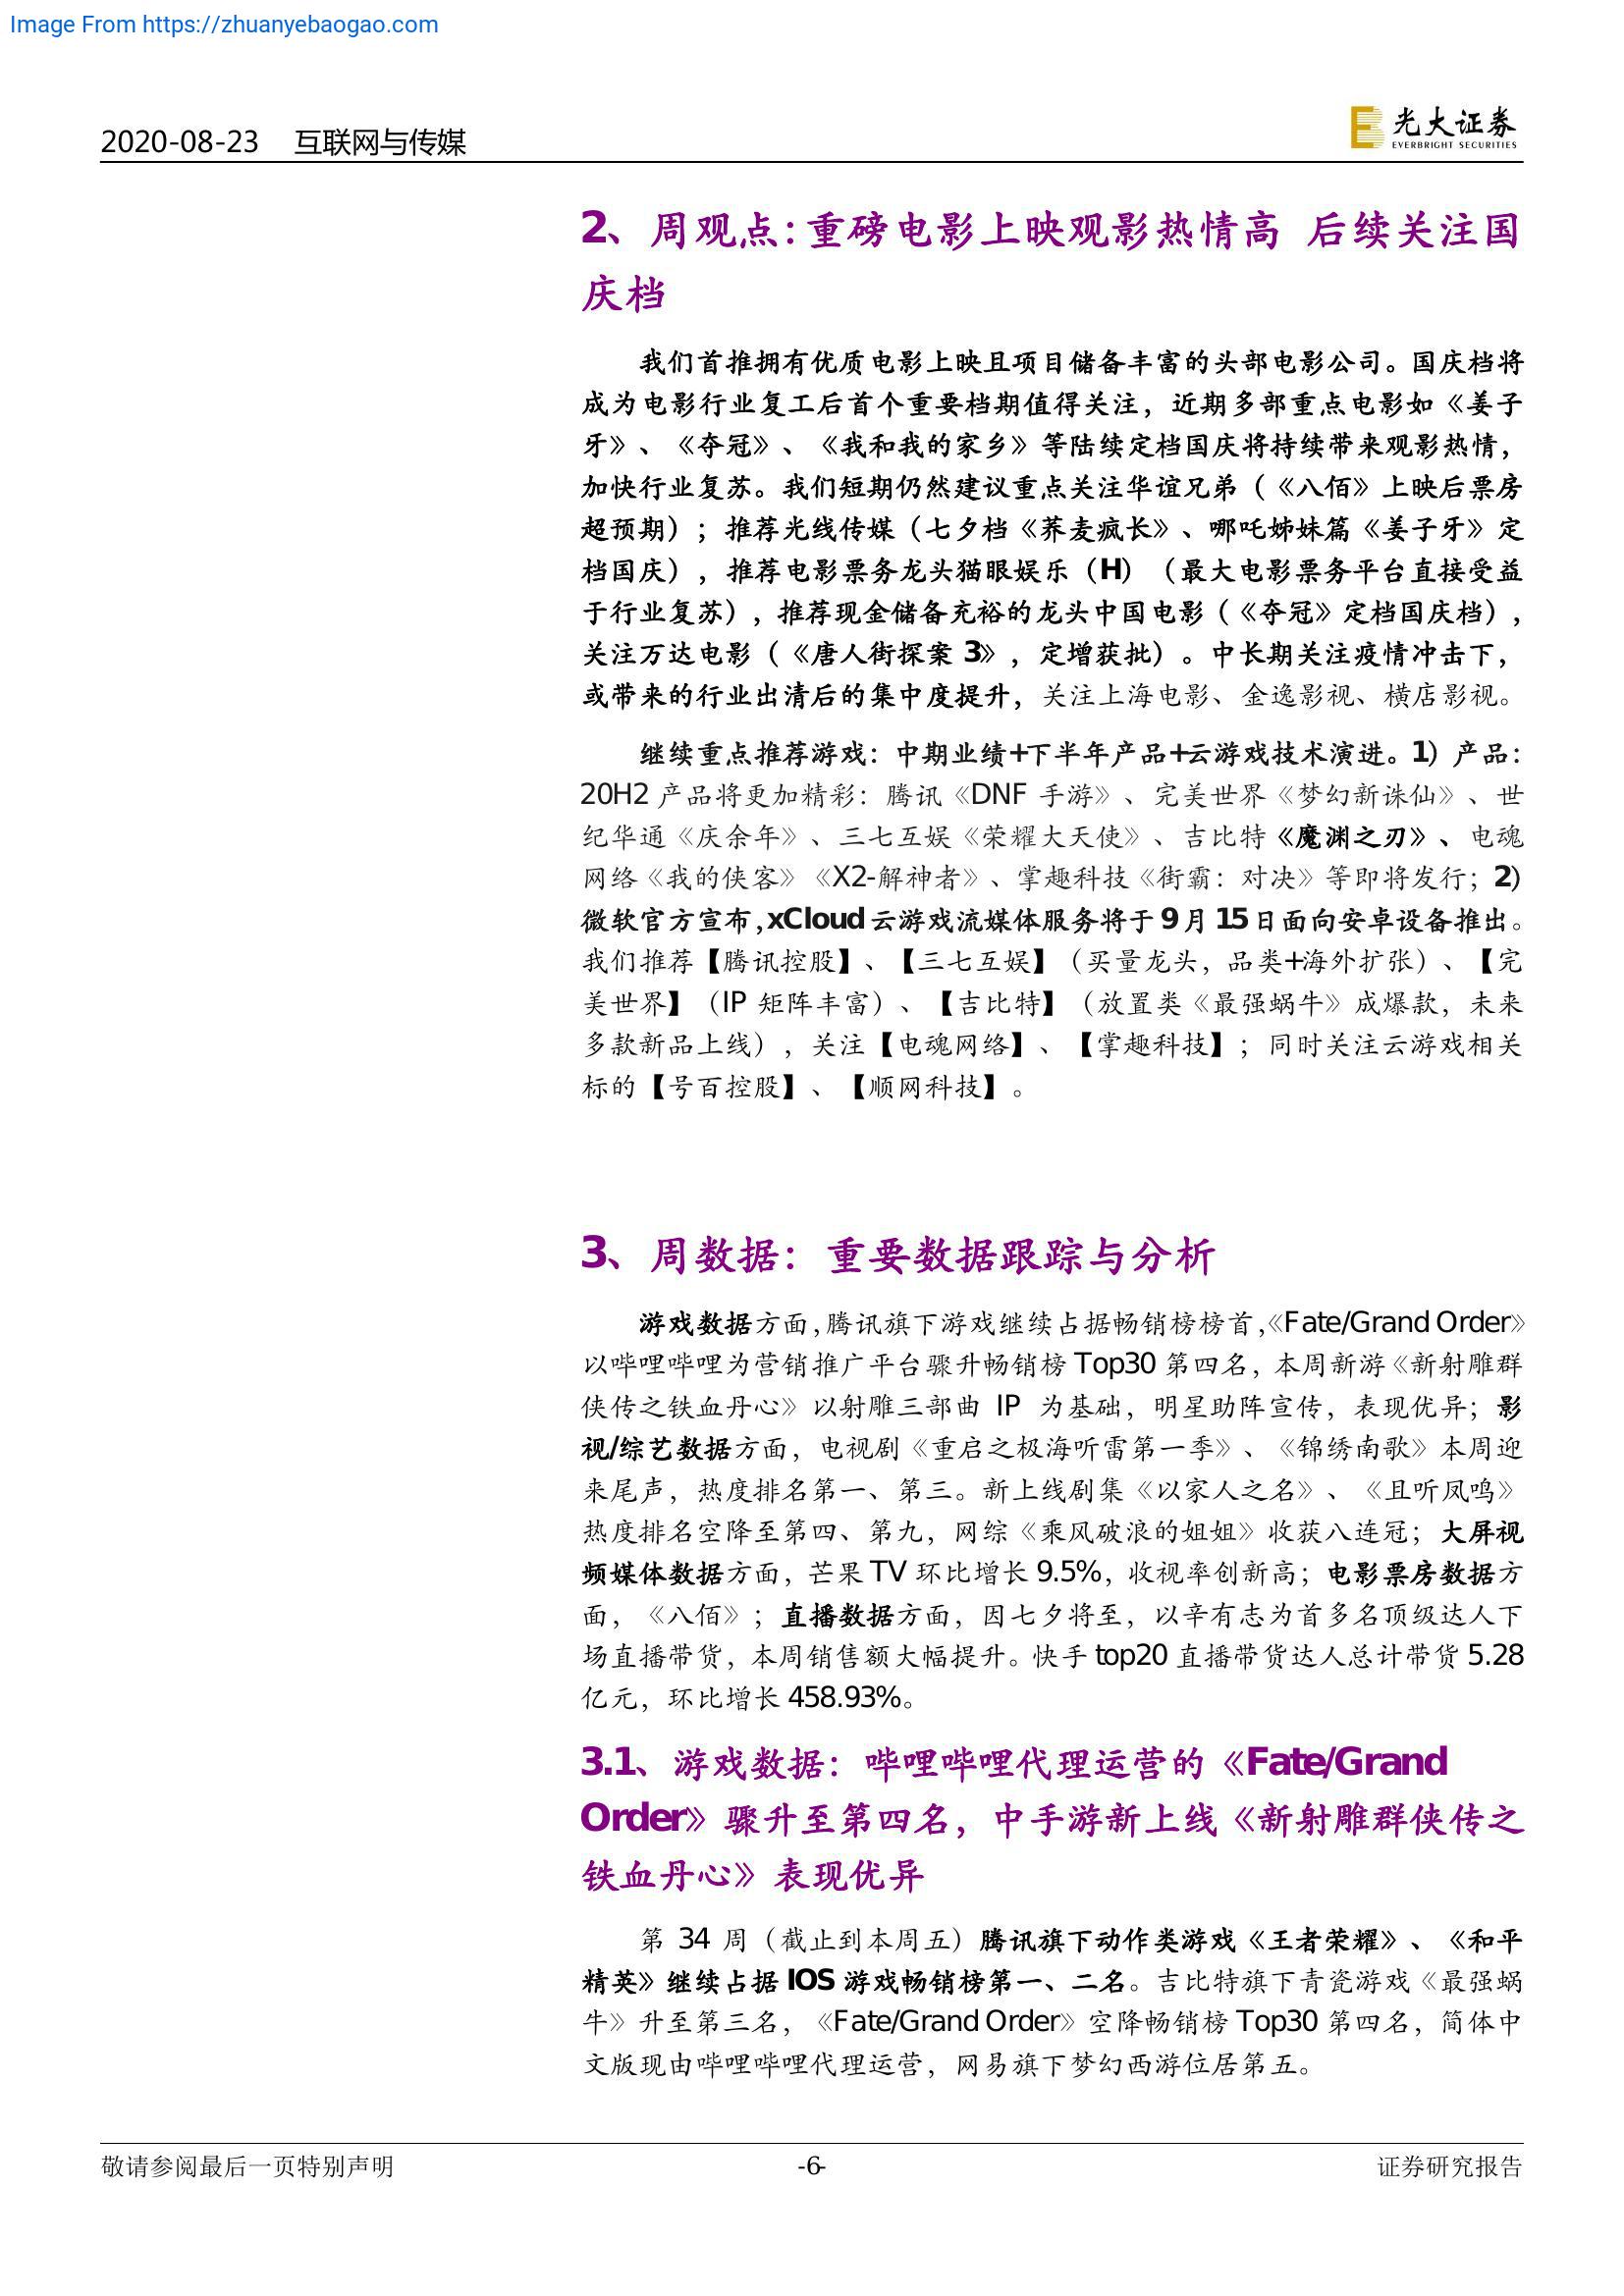 Image From https://zhuanyebaogao.com
2020-08-23 互联网与传媒
光大证券
EVERBRIGHT SECURITIES
2、周观点：重磅电影上映观影热情高 后续关注国
庆档
我们首推拥有优质电影上映且项目储备丰富的头部电影公司。国庆档将
成为电影行业复工后首个重要档期值得关注，近期多部重点电影如《姜子
牙》、《夺冠》、《我和我的家乡》等陆续定档国庆将持续带来观影热情，
加快行业复苏。我们短期仍然建议重点关注华谊兄弟（《八佰》上映后票房
超预期）；推荐光线传媒（七夕档《荞麦疯长》、哪吒姊妹篇《姜子牙》定
档国庆），推荐电影票务龙头猫眼娱乐（H）（最大电影票务平台直接受益
于行业复苏），推荐现金储备充裕的龙头中国电影（《夺冠》定档国庆档），
关注万达电影（《唐人街探案 3》，定增获批）。中长期关注疫情冲击下，
或带来的行业出清后的集中度提升，关注上海电影、金逸影视、横店影视。
继续重点推荐游戏：中期业绩+下半年产品+云游戏技术演进。1）产品：
20H2 产品将更加精彩：腾讯《DNF 手游》、完美世界《梦幻新诛仙》、世
纪华通《庆余年》、三七互娱《荣耀大天使》、吉比特《魔渊之刃》、电魂
网络《我的侠客》《X2-解神者》、掌趣科技《街霸：对决》等即将发行；2）
微软官方宣布，xCloud 云游戏流媒体服务将于 9 月 15 日面向安卓设备推出。
我们推荐【腾讯控股】、【三七互娱】（买量龙头，品类+海外扩张）、【完
美世界】（IP 矩阵丰富）、【吉比特】（放置类《最强蜗牛》成爆款，未来
多款新品上线），关注【电魂网络】、【掌趣科技】；同时关注云游戏相关
标的【号百控股】、【顺网科技】。
3、周数据：重要数据跟踪与分析
游戏数据方面，腾讯旗下游戏继续占据畅销榜榜首，《Fate/Grand Order》
以哔哩哔哩为营销推广平台骤升畅销榜 Top30 第四名，本周新游《新射雕群
侠传之铁血丹心》以射雕三部曲 IP 为基础，明星助阵宣传，表现优异；影
视/综艺数据方面，电视剧《重启之极海听雷第一季》、《锦绣南歌》本周迎
来尾声，热度排名第一、第三。新上线剧集《以家人之名》、《且听凤鸣》
热度排名空降至第四、第九，网综《乘风破浪的姐姐》收获八连冠；大屏视
频媒体数据方面，芒果 TV 环比增长 9.5%，收视率创新高；电影票房数据方
面，《八佰》；直播数据方面，因七夕将至，以辛有志为首多名顶级达人下
场直播带货，本周销售额大幅提升。快手 top20 直播带货达人总计带货 5.28
亿元，环比增长 458.93%。
3.1、游戏数据：哔哩哔哩代理运营的《Fate/Grand
Order》骤升至第四名，中手游新上线《新射雕群侠传之
铁血丹心》表现优异
第 34 周（截止到本周五）腾讯旗下动作类游戏《王者荣耀》、《和平
精英》继续占据 IOS 游戏畅销榜第一、二名。吉比特旗下青瓷游戏《最强蜗
牛》升至第三名，《Fate/Grand Order》空降畅销榜 Top30 第四名，简体中
文版现由哔哩哔哩代理运营，网易旗下梦幻西游位居第五。
敬请参阅最后一页特别声明 -6- 证券研究报告